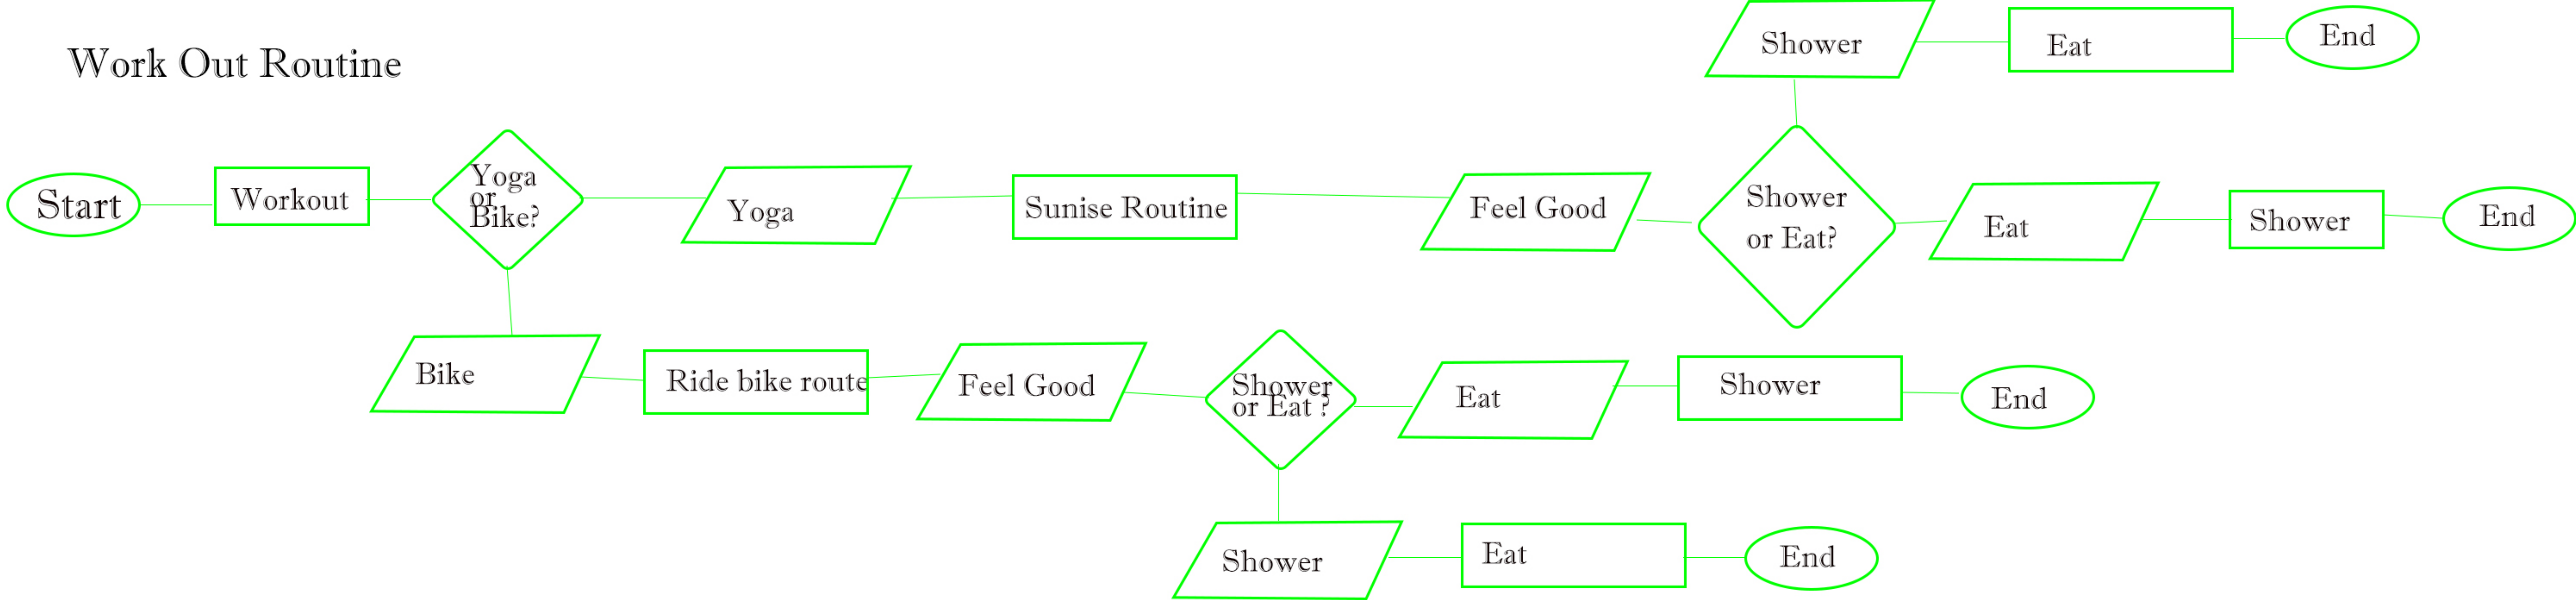 Work Out Routine
Start
Workout
Yoga
or
Bike?
Yoga
Sunise Routine
Feel Good
Shower
or Eat?
Shower
Eat
End
Eat
Shower
End
Bike
Ride bike route
Feel Good
Shower
or Eat ?
Eat
Shower
End
Shower
Eat
End